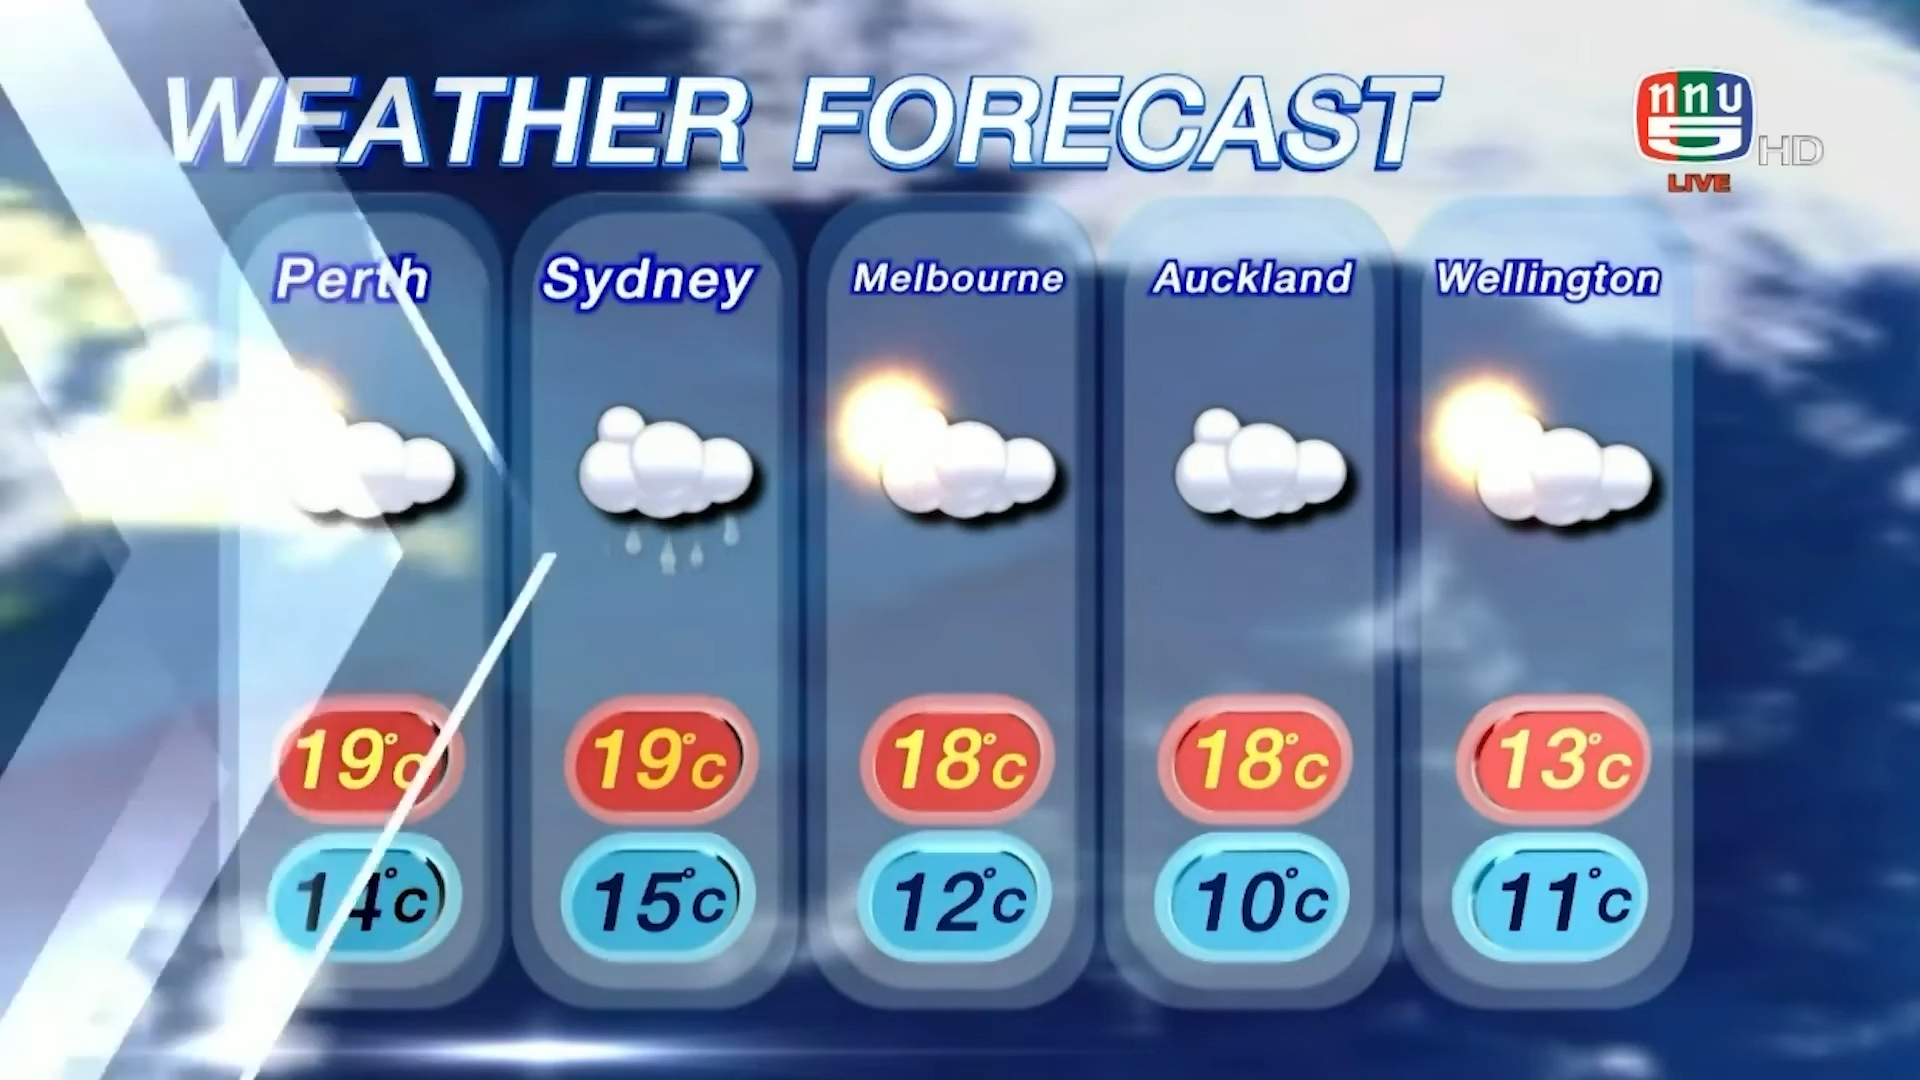 WEATHER FORECAST
ททบ
5
HD
LIVE
Perth
Sydney
Melbourne
Auckland
Wellington
19°C
19°C
18°C
18°C
13°C
14°C
15°C
12°C
10°C
11°C